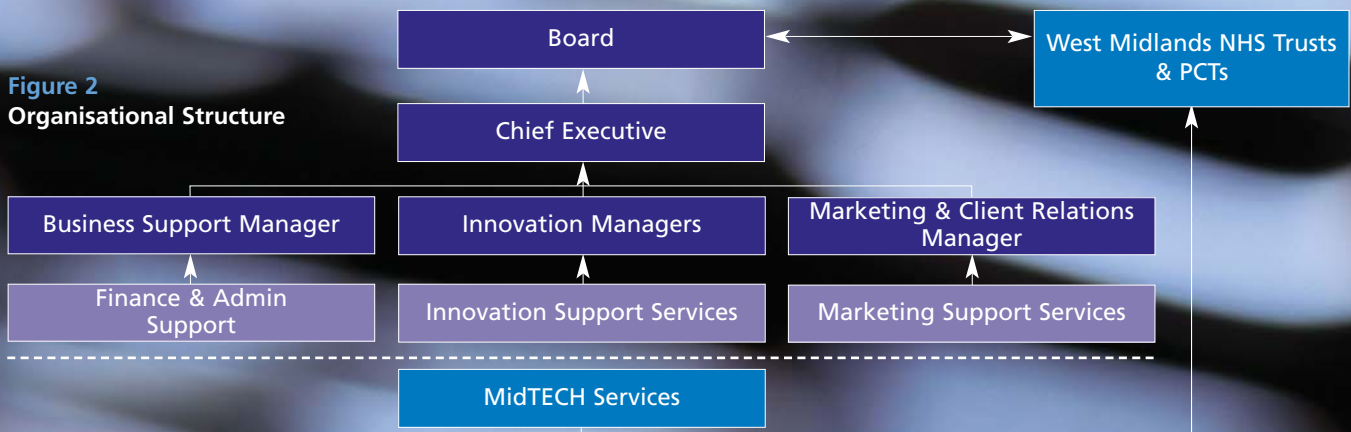 Board
West Midlands NHS Trusts
& PCTs
Figure 2
Organisational Structure
Chief Executive
Business Support Manager
Innovation Managers
Marketing & Client Relations
Manager
Finance & Admin
Support
Innovation Support Services
Marketing Support Services
MidTECH Services